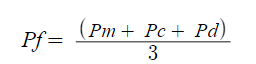 Pf = (Pm + Pc + Pd) / 3